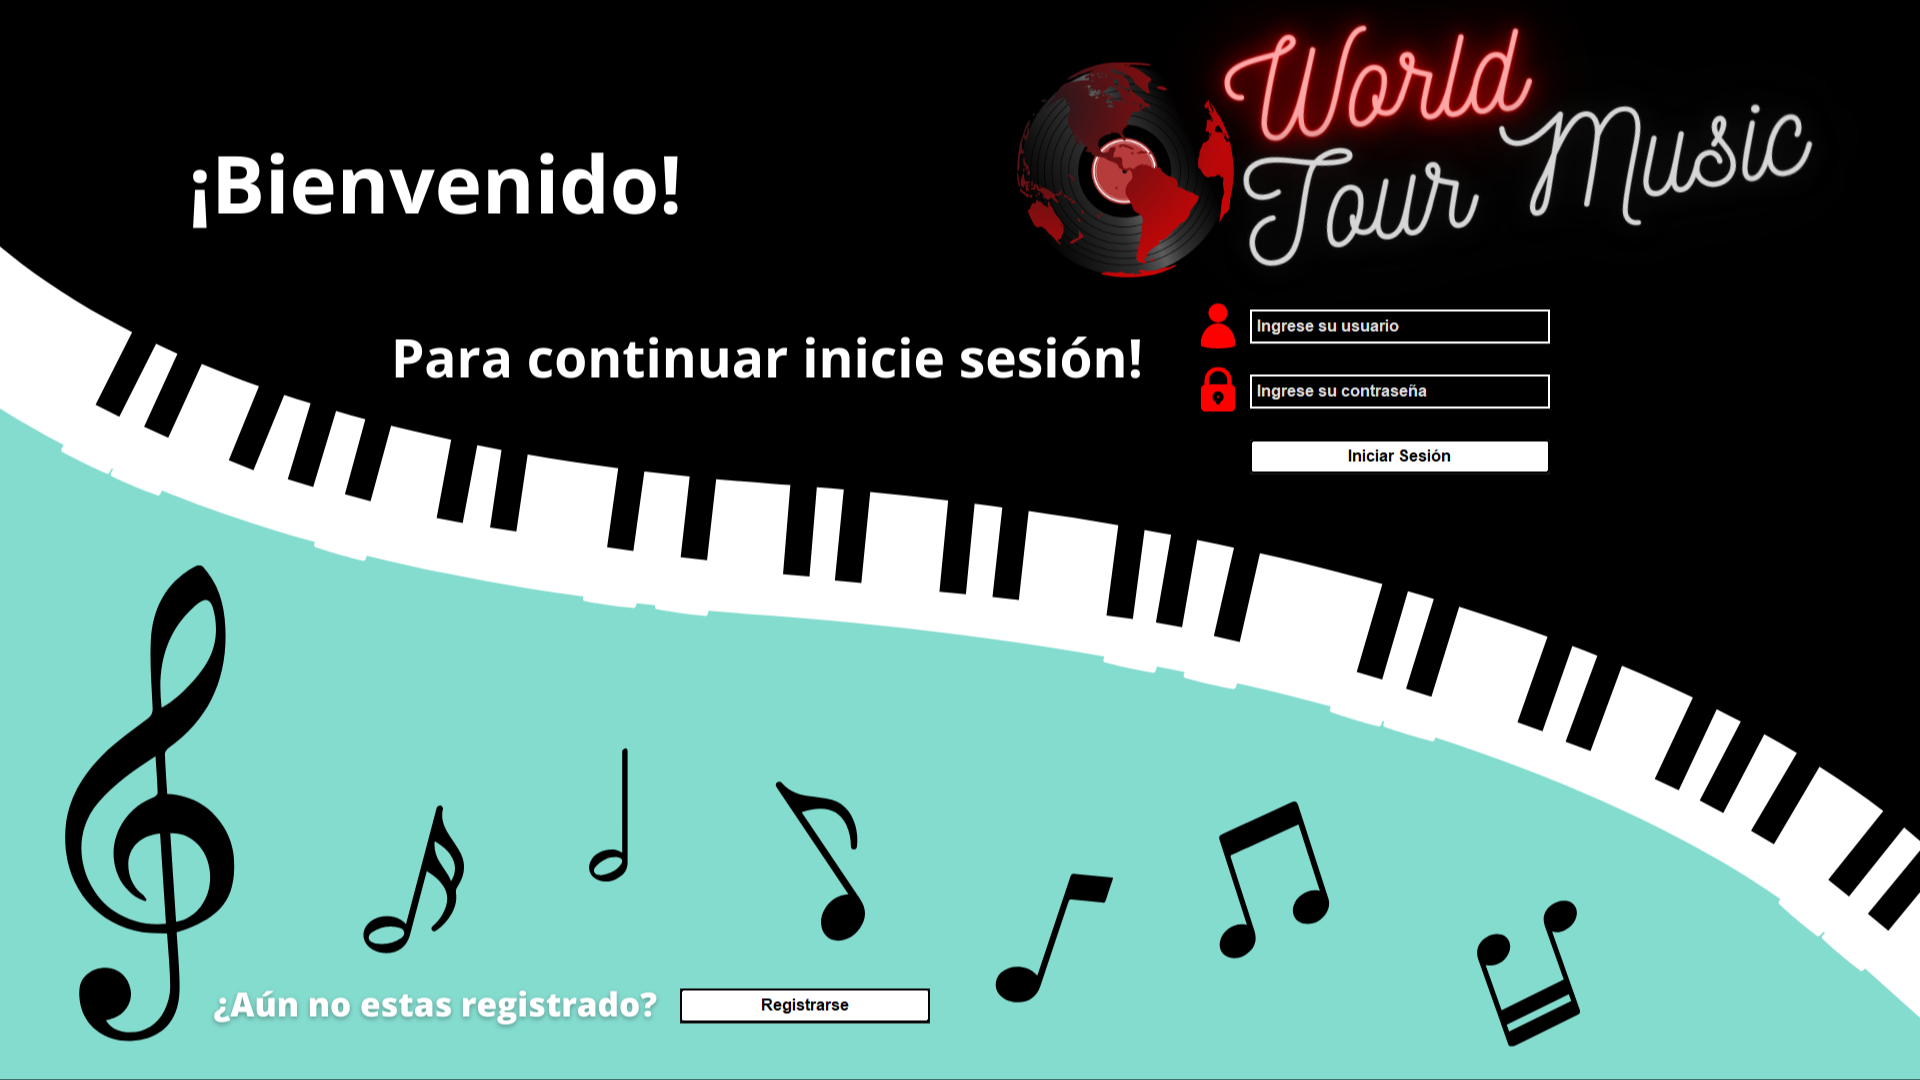 World
Tour Music
¡Bienvenido!
Para continuar inicie sesión!
Ingrese su usuario
Ingrese su contraseña
Iniciar Sesión
¿Aún no estas registrado?
Registrarse